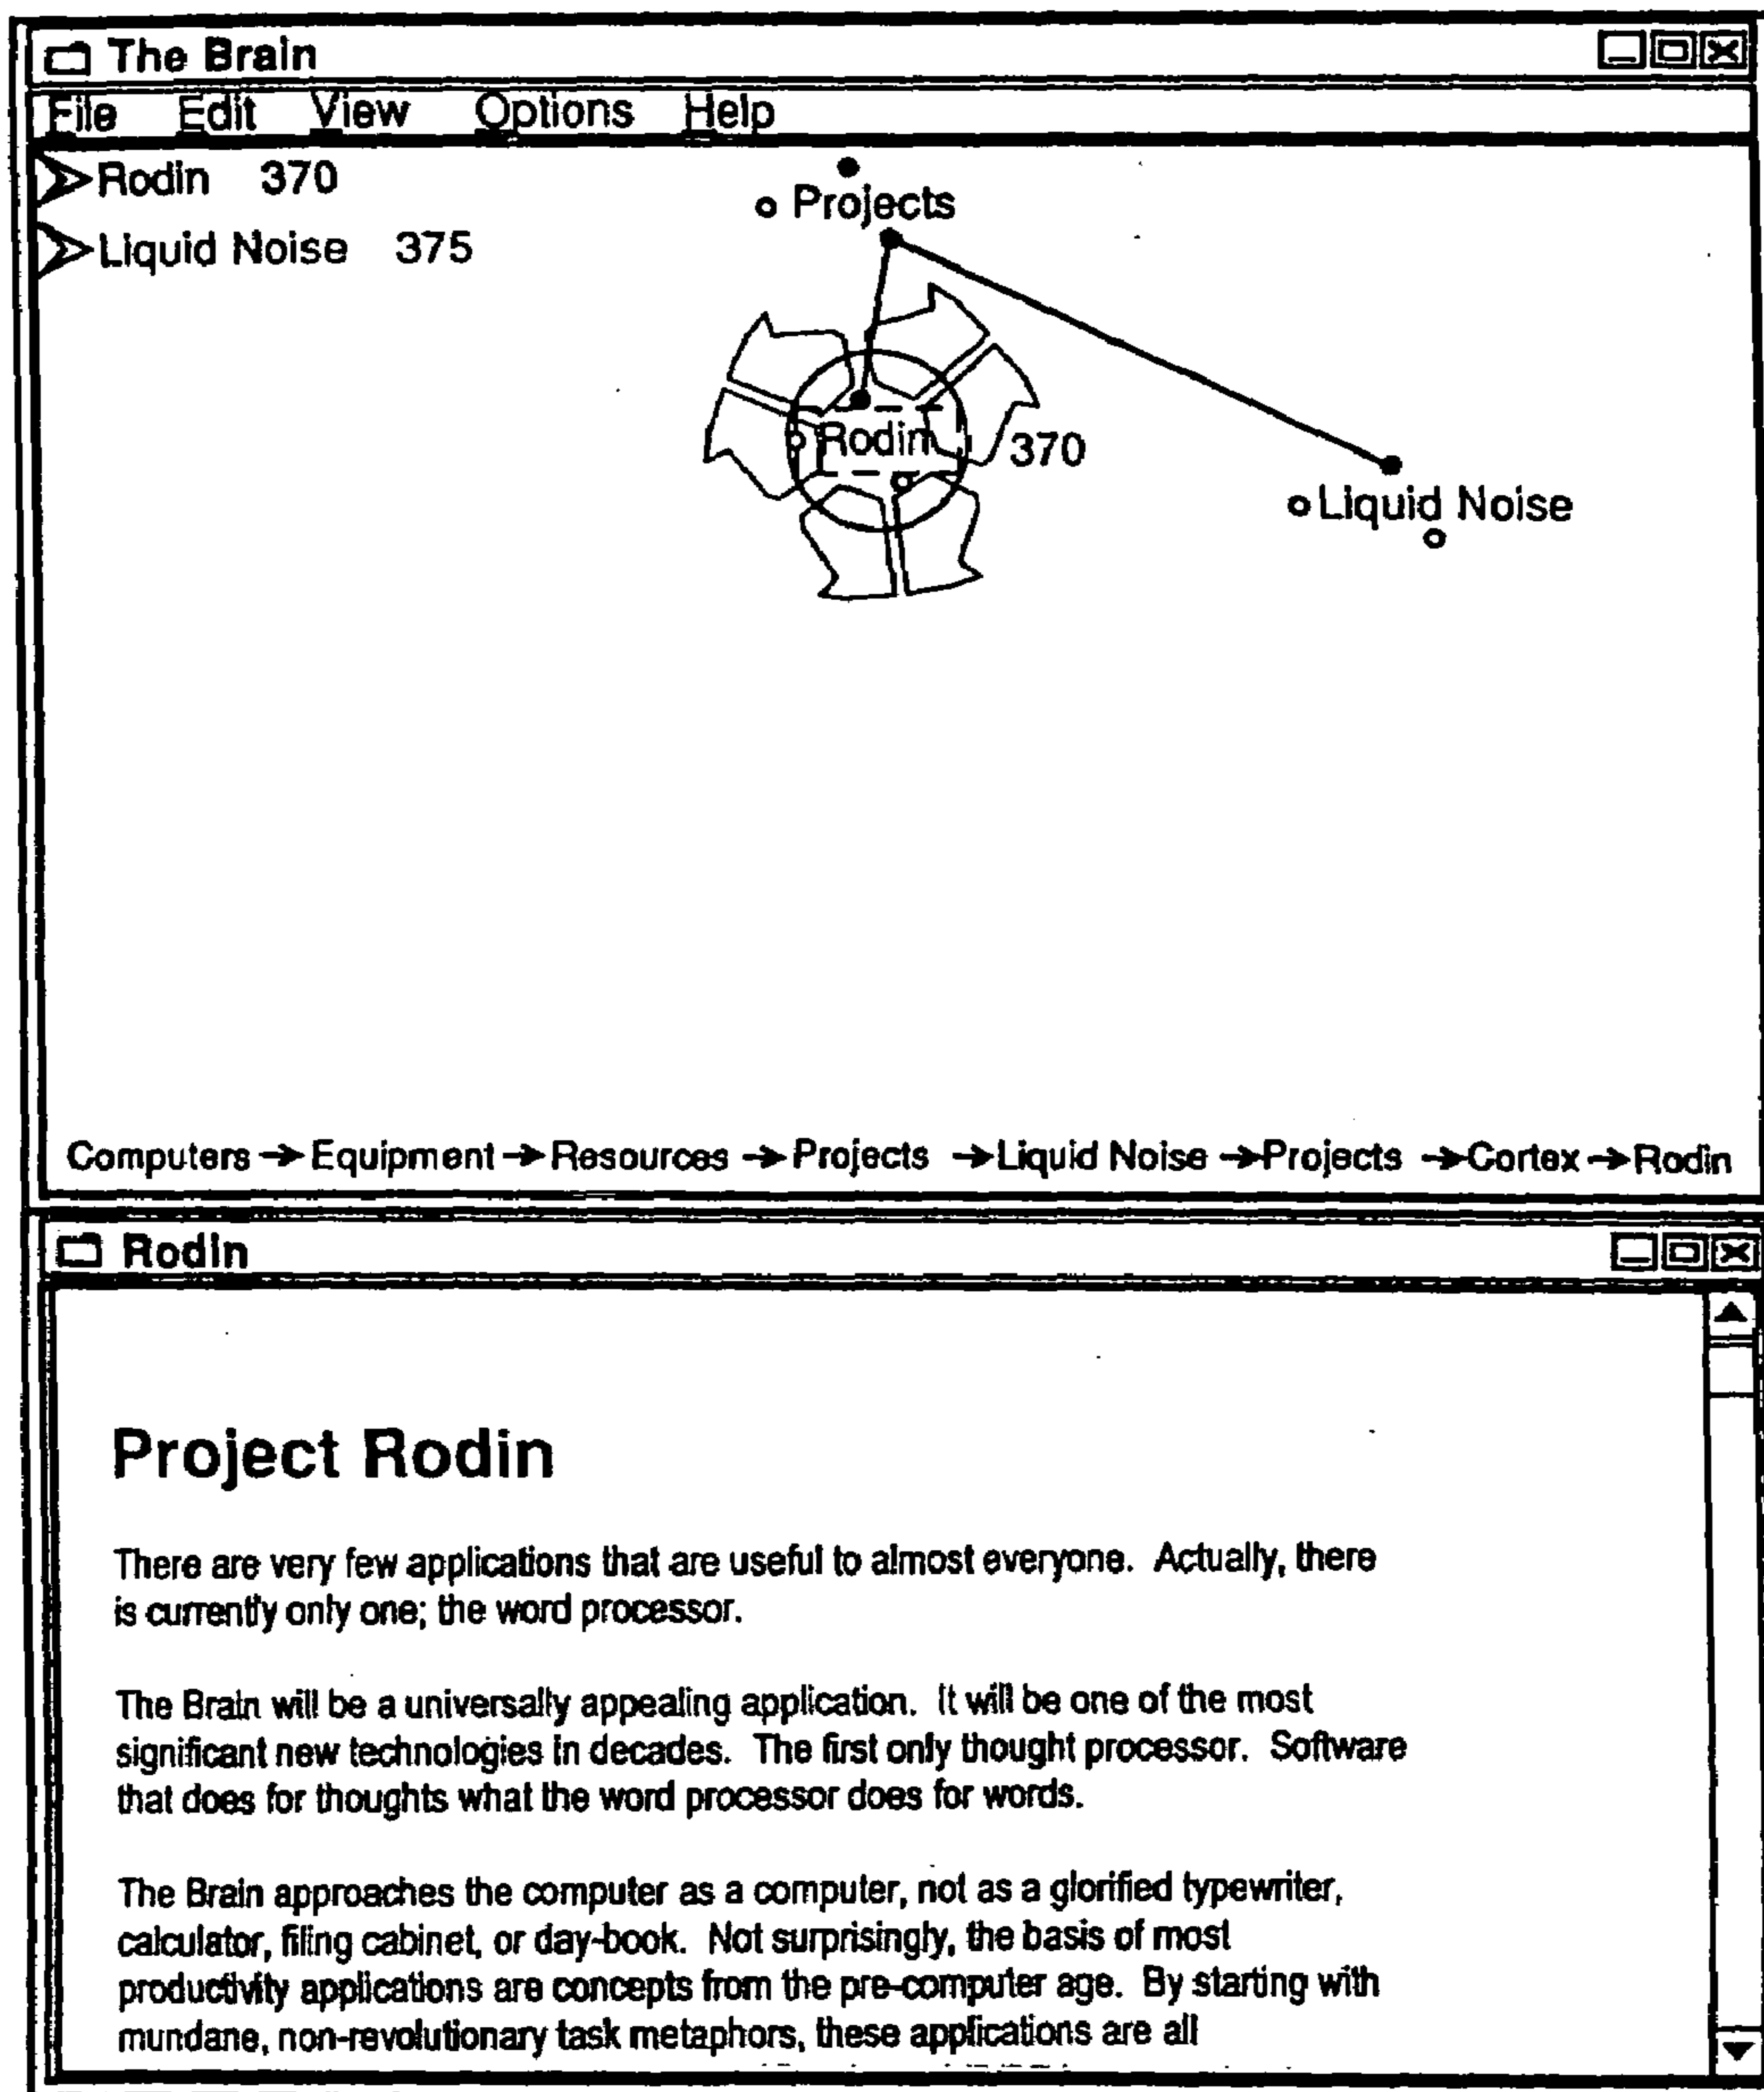 The Brain
File Edit View Options Help
Rodin 370
Liquid Noise 375
Projects
Rodin 370
Liquid Noise
Computers → Equipment → Resources → Projects → Liquid Noise → Projects → Cortex → Rodin
Rodin
Project Rodin
There are very few applications that are useful to almost everyone. Actually, there
is currently only one; the word processor.
The Brain will be a universally appealing application. It will be one of the most
significant new technologies in decades. The first only thought processor. Software
that does for thoughts what the word processor does for words.
The Brain approaches the computer as a computer, not as a glorified typewriter,
calculator, filing cabinet, or day-book. Not surprisingly, the basis of most
productivity applications are concepts from the pre-computer age. By starting with
mundane, non-revolutionary task metaphors, these applications are all